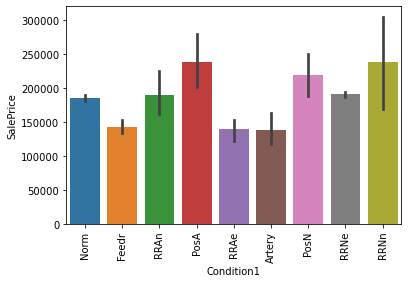 300000
250000
200000
150000
100000
50000
0
SalePrice
Norm
Feedr
RRAn
PosA
RRAe
Artery
PosN
RRNe
RRNn
Condition1